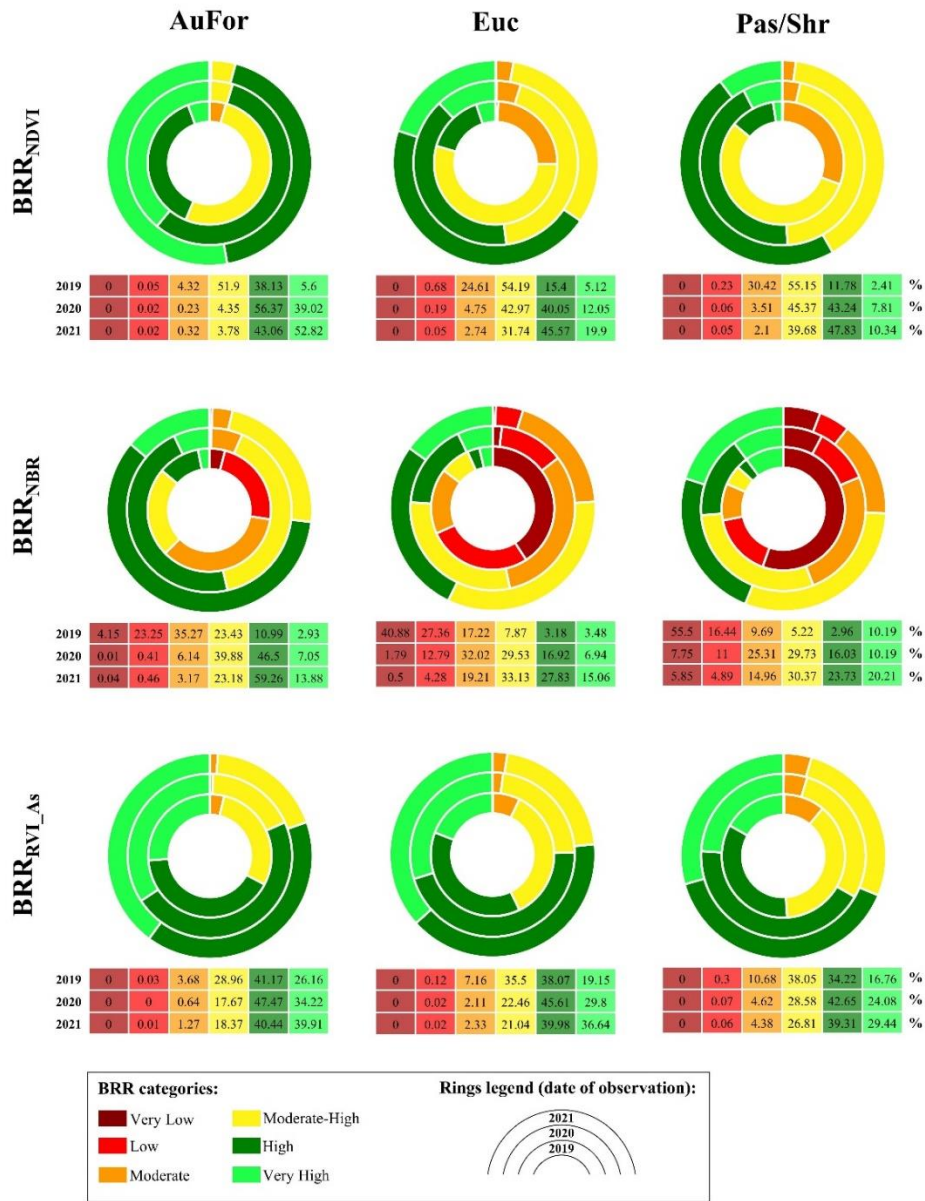 AuFor Euc Pas/Shr
BRR NDVI
2019 0 0.05 4.32 51.9 38.13 5.6 0 0.68 24.61 54.19 15.4 5.12 0 0.23 30.42 55.15 11.78 2.41 %
2020 0 0.02 0.23 4.35 56.37 39.02 0 0.19 4.75 42.97 40.05 12.05 0 0.06 3.51 45.37 43.24 7.81 %
2021 0 0.02 0.32 3.78 43.06 52.82 0 0.05 2.74 31.74 45.57 19.9 0 0.05 2.1 39.68 47.83 10.34 %
BRR NBR
2019 4.15 23.25 35.27 23.43 10.99 2.93 40.88 27.36 17.22 7.87 3.18 3.48 55.5 16.44 9.69 5.22 2.96 10.19 %
2020 0.01 0.41 6.14 39.88 46.5 7.05 1.79 12.79 32.02 29.53 16.92 6.94 7.75 11 25.31 29.73 16.03 10.19 %
2021 0.04 0.46 3.17 23.18 59.26 13.88 0.5 4.28 19.21 33.13 27.83 15.06 5.85 4.89 14.96 30.37 23.73 20.21 %
BRR RVI_As
2019 0 0.03 3.68 28.96 41.17 26.16 0 0.12 7.16 35.5 38.07 19.15 0 0.3 10.68 38.05 34.22 16.76 %
2020 0 0 0.64 17.67 47.47 34.22 0 0.02 2.11 22.46 45.61 29.8 0 0.07 4.62 28.58 42.65 24.08 %
2021 0 0.01 1.27 18.37 40.44 39.91 0 0.02 2.33 21.04 39.98 36.64 0 0.06 4.38 26.81 39.31 29.44 %
BRR categories:
Very Low
Low
Moderate
Moderate-High
High
Very High
Rings legend (date of observation):
2021
2020
2019